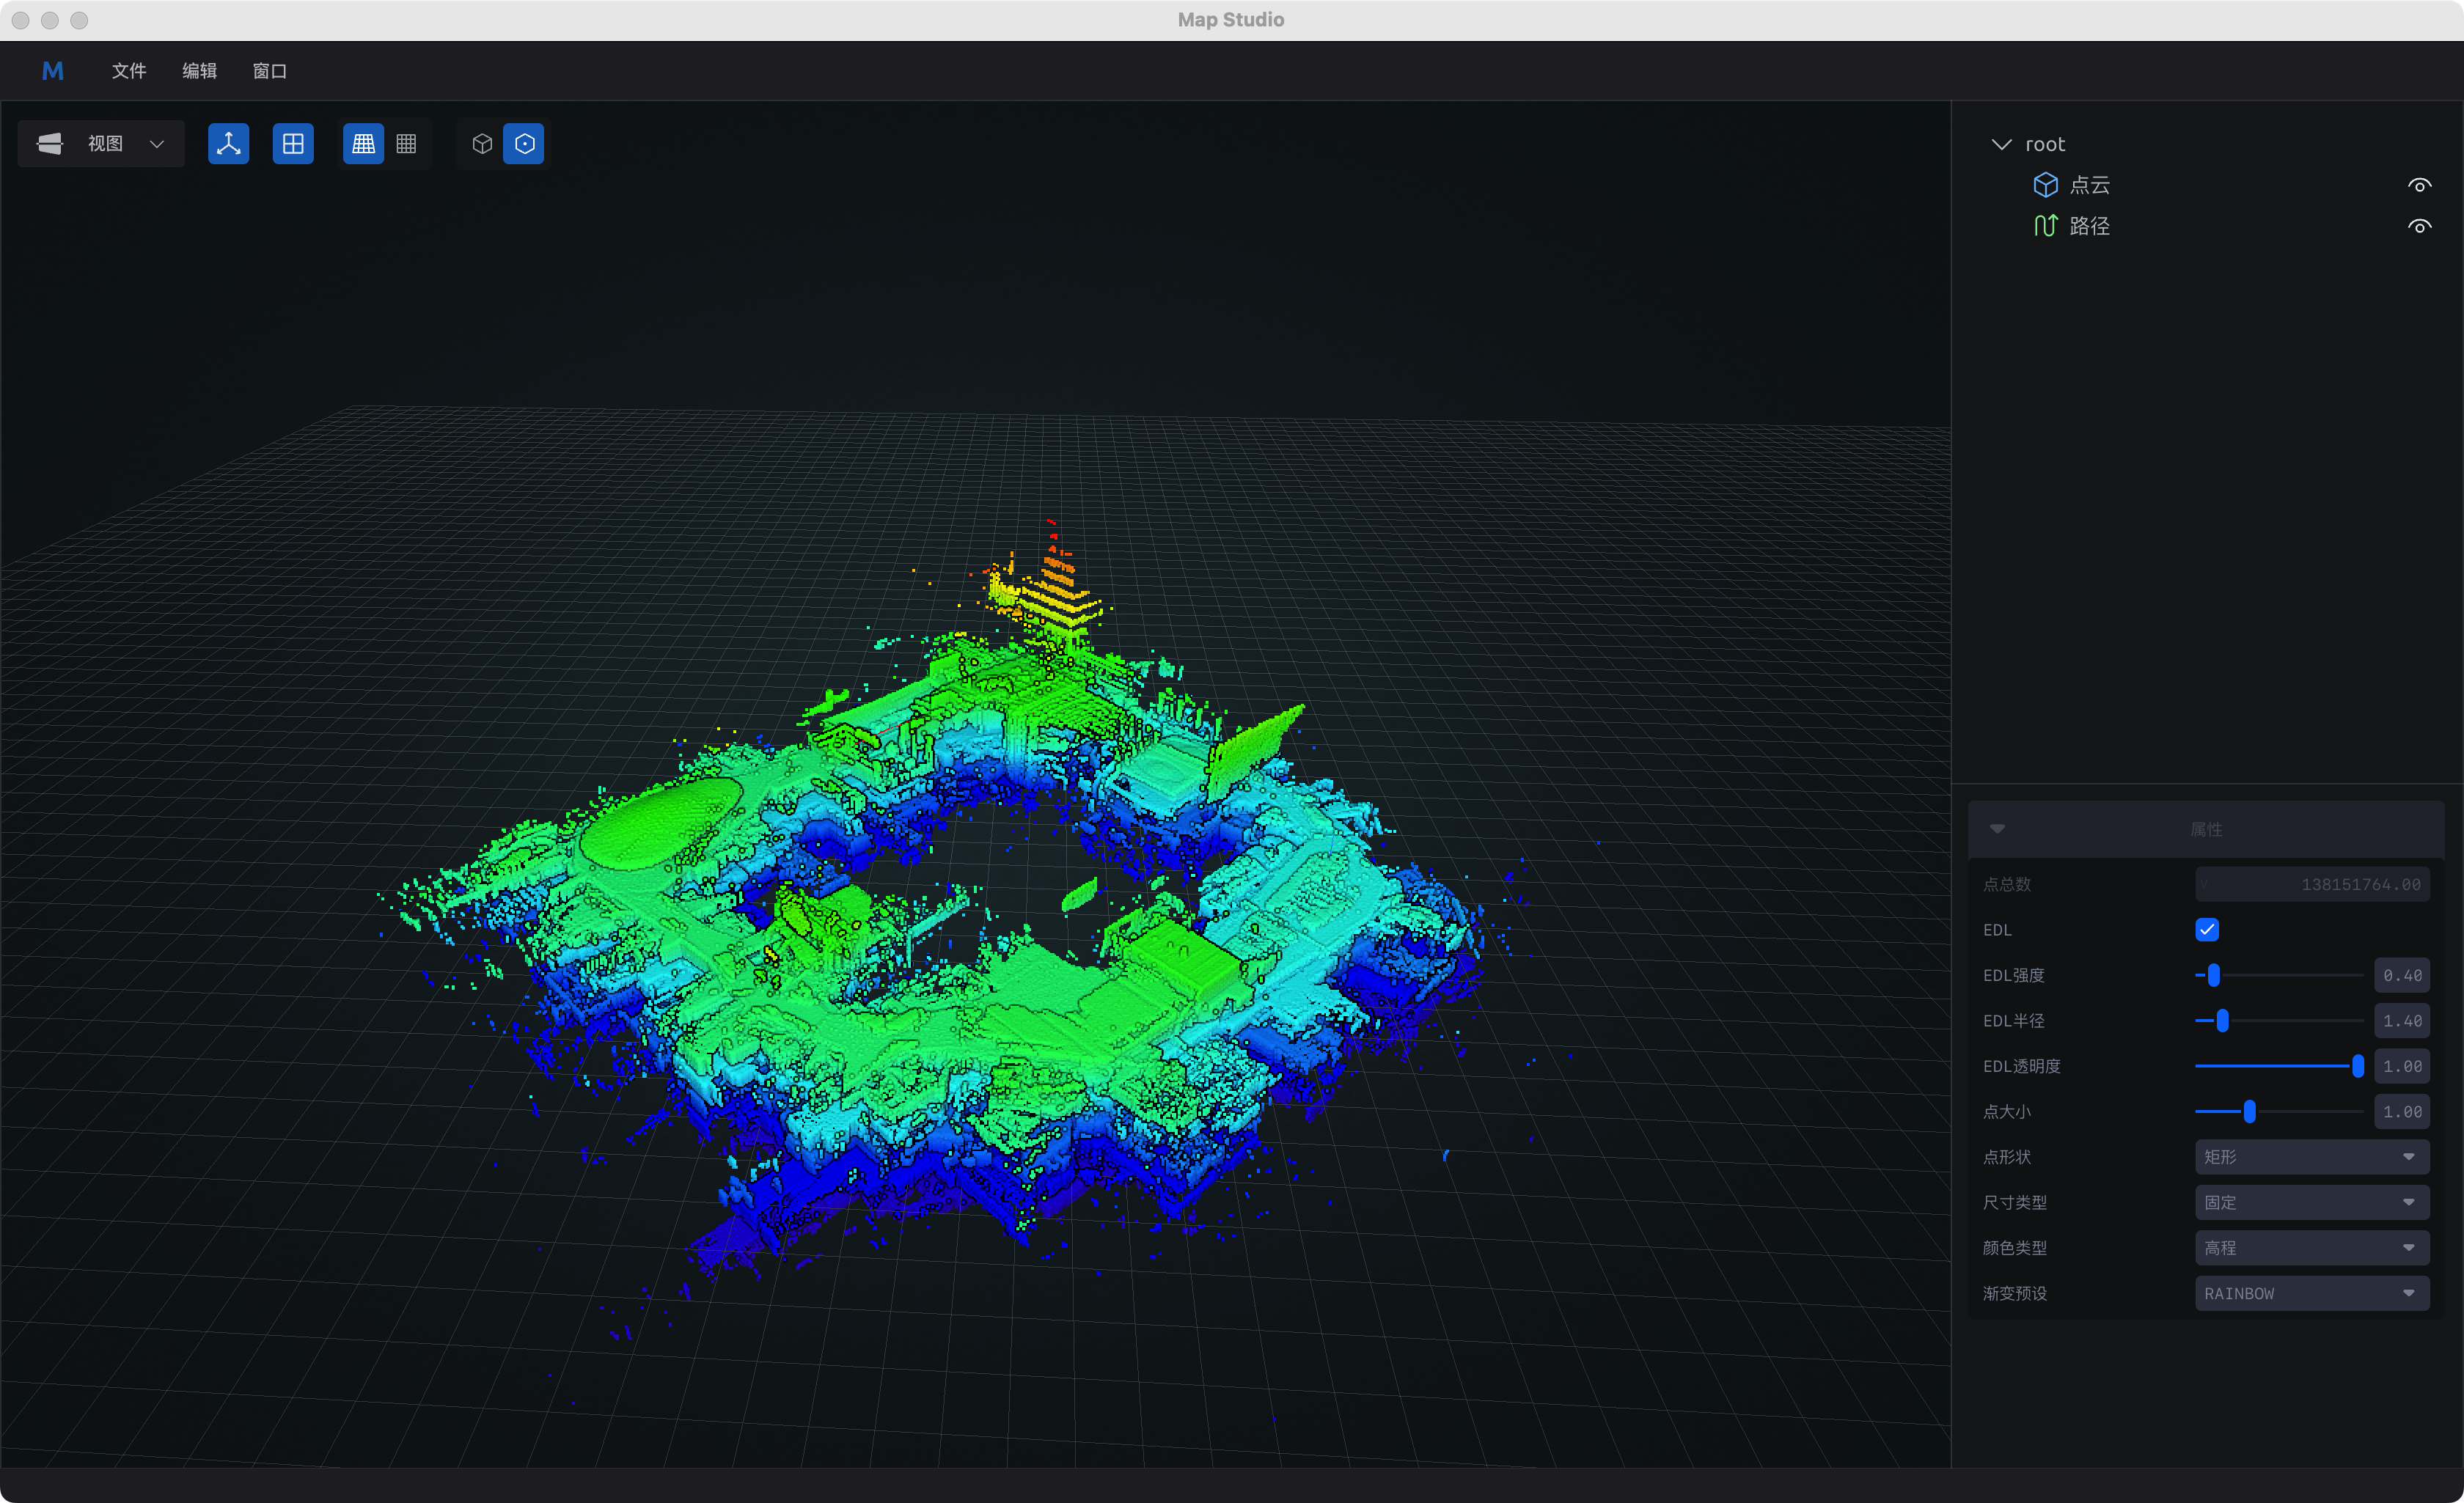 Map Studio
M 文件 编辑 窗口
视图
root
点云
路径
属性
点总数 138151764.00
EDL
EDL强度 0.40
EDL半径 1.40
EDL透明度 1.00
点大小 1.00
点形状 矩形
尺寸类型 固定
颜色类型 高程
渐变预设 RAINBOW